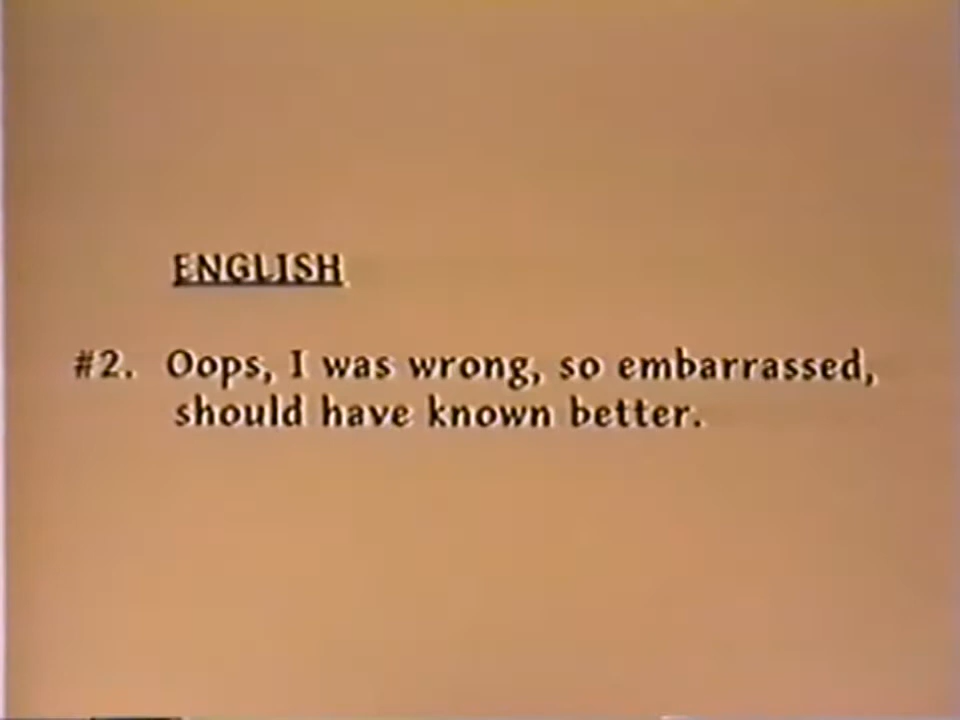 ENGLISH
#2. Oops, I was wrong, so embarrassed,
should have known better.